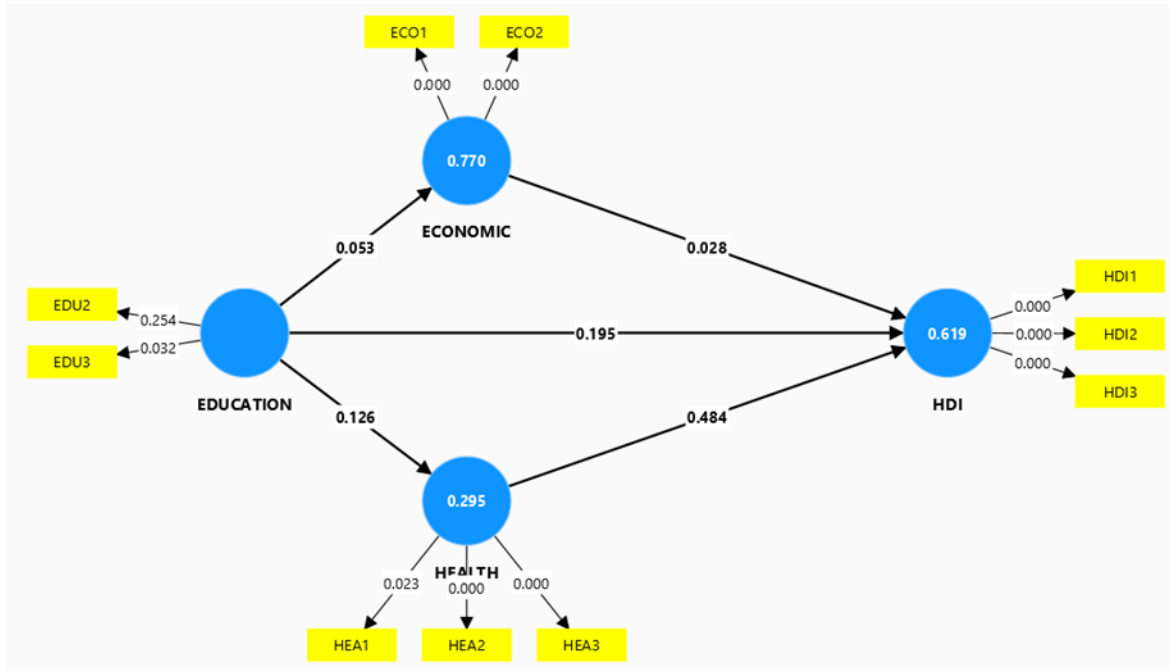 ECO1 ECO2
0.000 0.000
0.770
ECONOMIC
0.053 0.028
EDU2
0.254
EDU3
0.032
EDUCATION
0.195
0.619
HDI
0.000 HDI1
0.000 HDI2
0.000 HDI3
0.126 0.484
0.295
HEALTH
0.023 0.000 0.000
HEA1 HEA2 HEA3